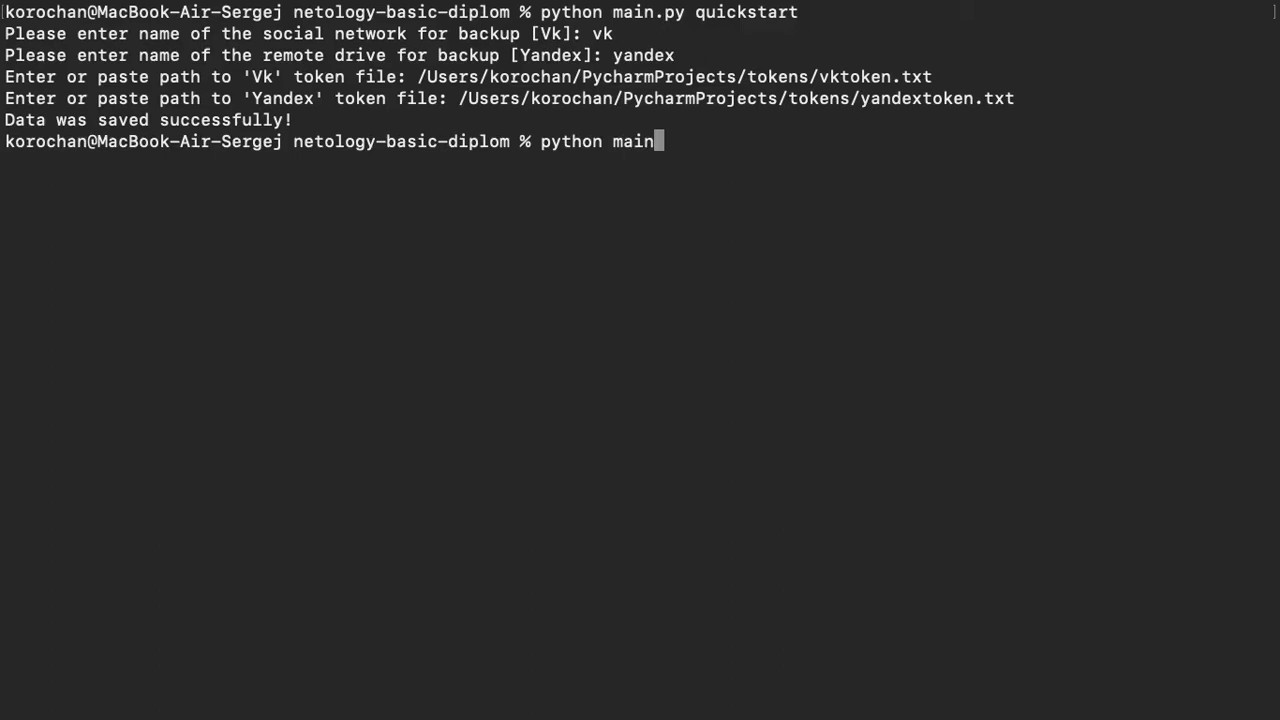 korochan@MacBook-Air-Sergej netology-basic-diplom % python main.py quickstart
Please enter name of the social network for backup [Vk]: vk
Please enter name of the remote drive for backup [Yandex]: yandex
Enter or paste path to 'Vk' token file: /Users/korochan/PycharmProjects/tokens/vktoken.txt
Enter or paste path to 'Yandex' token file: /Users/korochan/PycharmProjects/tokens/yandextoken.txt
Data was saved successfully!
korochan@MacBook-Air-Sergej netology-basic-diplom % python main